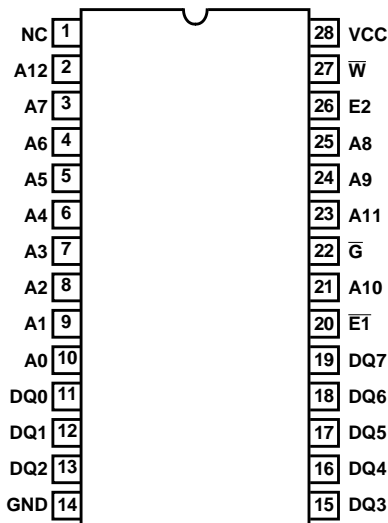 NC 1 28 VCC
A12 2 27 W̅
A7 3 26 E2
A6 4 25 A8
A5 5 24 A9
A4 6 23 A11
A3 7 22 G̅
A2 8 21 A10
A1 9 20 E̅1̅
A0 10 19 DQ7
DQ0 11 18 DQ6
DQ1 12 17 DQ5
DQ2 13 16 DQ4
GND 14 15 DQ3